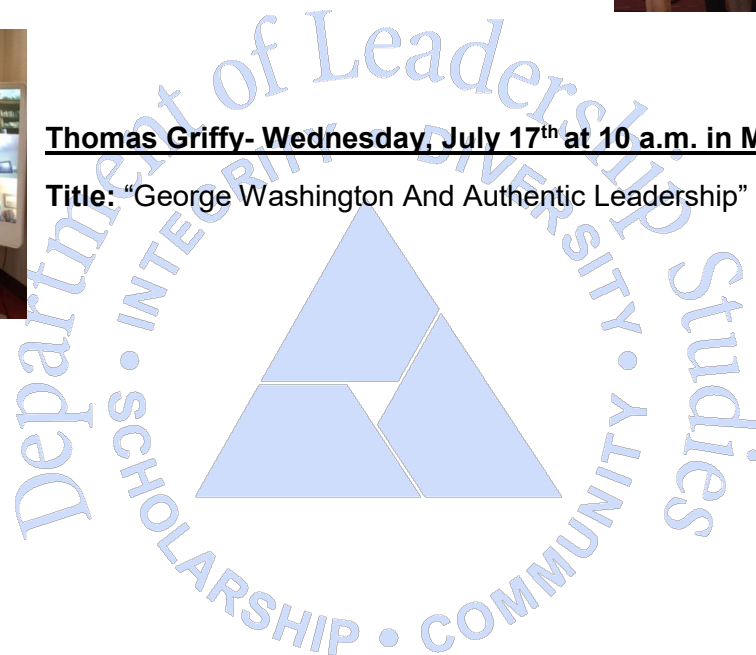 Thomas Griffy- Wednesday, July 17th at 10 a.m. in M
Title: “George Washington And Authentic Leadership”
Department of Leadership Studies
INTEGRITY • DIVERSITY • COMMUNITY • SCHOLARSHIP •